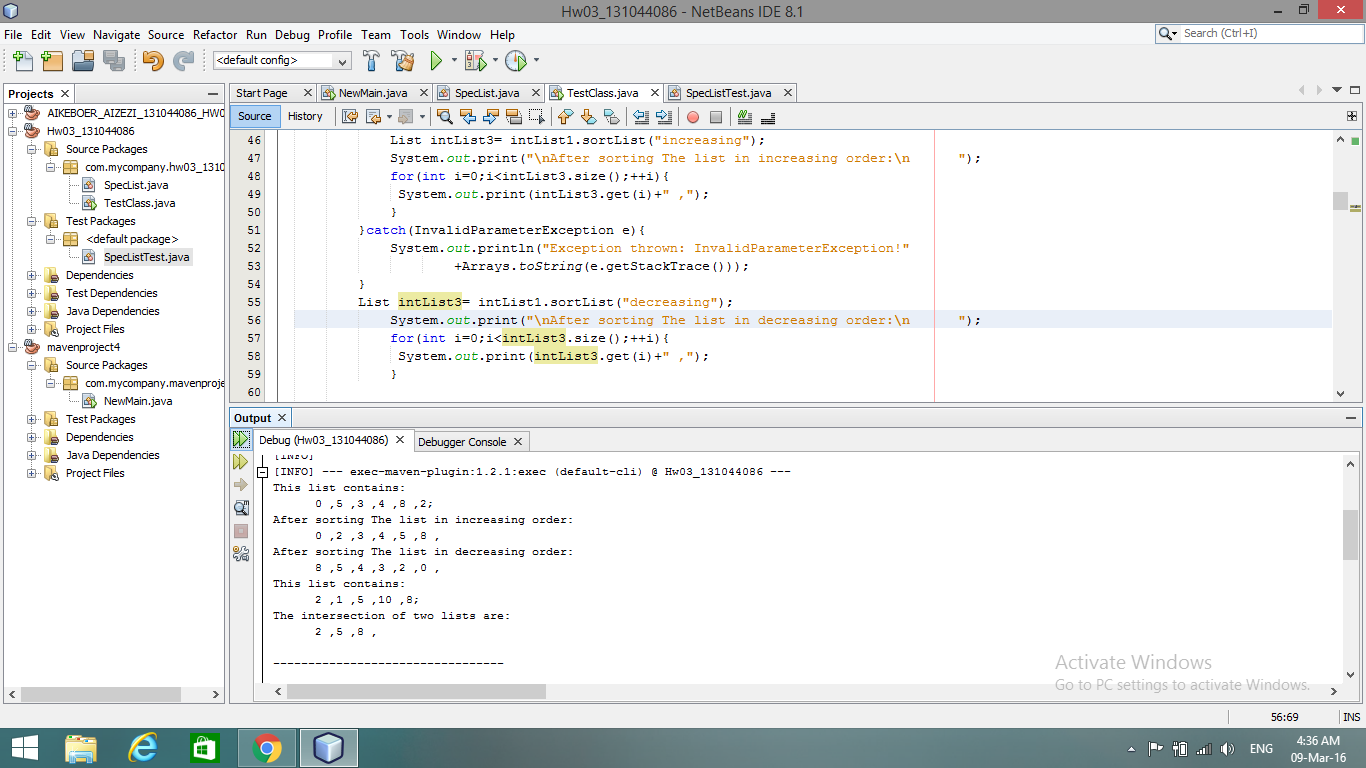 Hw03_131044086 - NetBeans IDE 8.1
File Edit View Navigate Source Refactor Run Debug Profile Team Tools Window Help
Search (Ctrl+I)
<default config>
Projects
AIKEBOER_AIZEZI_131044086_HW0
Hw03_131044086
Source Packages
com.mycompany.hw03_1310
SpecList.java
TestClass.java
Test Packages
<default package>
SpecListTest.java
Dependencies
Test Dependencies
Java Dependencies
Project Files
mavenproject4
Source Packages
com.mycompany.mavenproje
NewMain.java
Test Packages
Dependencies
Java Dependencies
Project Files
Start Page NewMain.java SpecList.java TestClass.java SpecListTest.java
Source History
46 List intList3= intList1.sortList("increasing");
47 System.out.print("\nAfter sorting The list in increasing order:\n      ");
48 for(int i=0;i<intList3.size();++i){
49 System.out.print(intList3.get(i)+" ,");
50 }
51 }catch(InvalidParameterException e){
52 System.out.println("Exception thrown: InvalidParameterException!"
53 +Arrays.toString(e.getStackTrace()));
54 }
55 List intList3= intList1.sortList("decreasing");
56 System.out.print("\nAfter sorting The list in decreasing order:\n      ");
57 for(int i=0;i<intList3.size();++i){
58 System.out.print(intList3.get(i)+" ,");
59 }
60
Output
Debug (Hw03_131044086) Debugger Console
[INFO]
[INFO] --- exec-maven-plugin:1.2.1:exec (default-cli) @ Hw03_131044086 ---
This list contains:
0 ,5 ,3 ,4 ,8 ,2;
After sorting The list in increasing order:
0 ,2 ,3 ,4 ,5 ,8 ,
After sorting The list in decreasing order:
8 ,5 ,4 ,3 ,2 ,0 ,
This list contains:
2 ,1 ,5 ,10 ,8;
The intersection of two lists are:
2 ,5 ,8 ,
---------------------------------
Activate Windows
Go to PC settings to activate Windows.
56:69 INS
ENG
4:36 AM
09-Mar-16